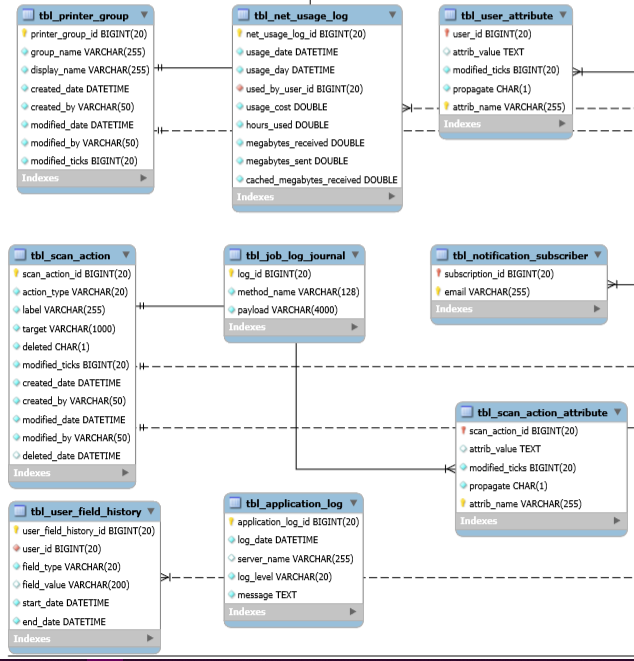 tbl_printer_group
printer_group_id BIGINT(20)
group_name VARCHAR(255)
display_name VARCHAR(255)
created_date DATETIME
created_by VARCHAR(50)
modified_date DATETIME
modified_by VARCHAR(50)
modified_ticks BIGINT(20)
Indexes
tbl_net_usage_log
net_usage_log_id BIGINT(20)
usage_date DATETIME
usage_day DATETIME
used_by_user_id BIGINT(20)
usage_cost DOUBLE
hours_used DOUBLE
megabytes_received DOUBLE
megabytes_sent DOUBLE
cached_megabytes_received DOUBLE
Indexes
tbl_user_attribute
user_id BIGINT(20)
attrib_value TEXT
modified_ticks BIGINT(20)
propagate CHAR(1)
attrib_name VARCHAR(255)
Indexes
tbl_scan_action
scan_action_id BIGINT(20)
action_type VARCHAR(20)
label VARCHAR(255)
target VARCHAR(1000)
deleted CHAR(1)
modified_ticks BIGINT(20)
created_date DATETIME
created_by VARCHAR(50)
modified_date DATETIME
modified_by VARCHAR(50)
deleted_date DATETIME
Indexes
tbl_job_log_journal
log_id BIGINT(20)
method_name VARCHAR(128)
payload VARCHAR(4000)
Indexes
tbl_notification_subscriber
subscription_id BIGINT(20)
email VARCHAR(255)
Indexes
tbl_scan_action_attribute
scan_action_id BIGINT(20)
attrib_value TEXT
modified_ticks BIGINT(20)
propagate CHAR(1)
attrib_name VARCHAR(255)
Indexes
tbl_user_field_history
user_field_history_id BIGINT(20)
user_id BIGINT(20)
field_type VARCHAR(20)
field_value VARCHAR(200)
start_date DATETIME
end_date DATETIME
Indexes
tbl_application_log
application_log_id BIGINT(20)
log_date DATETIME
server_name VARCHAR(255)
log_level VARCHAR(20)
message TEXT
Indexes